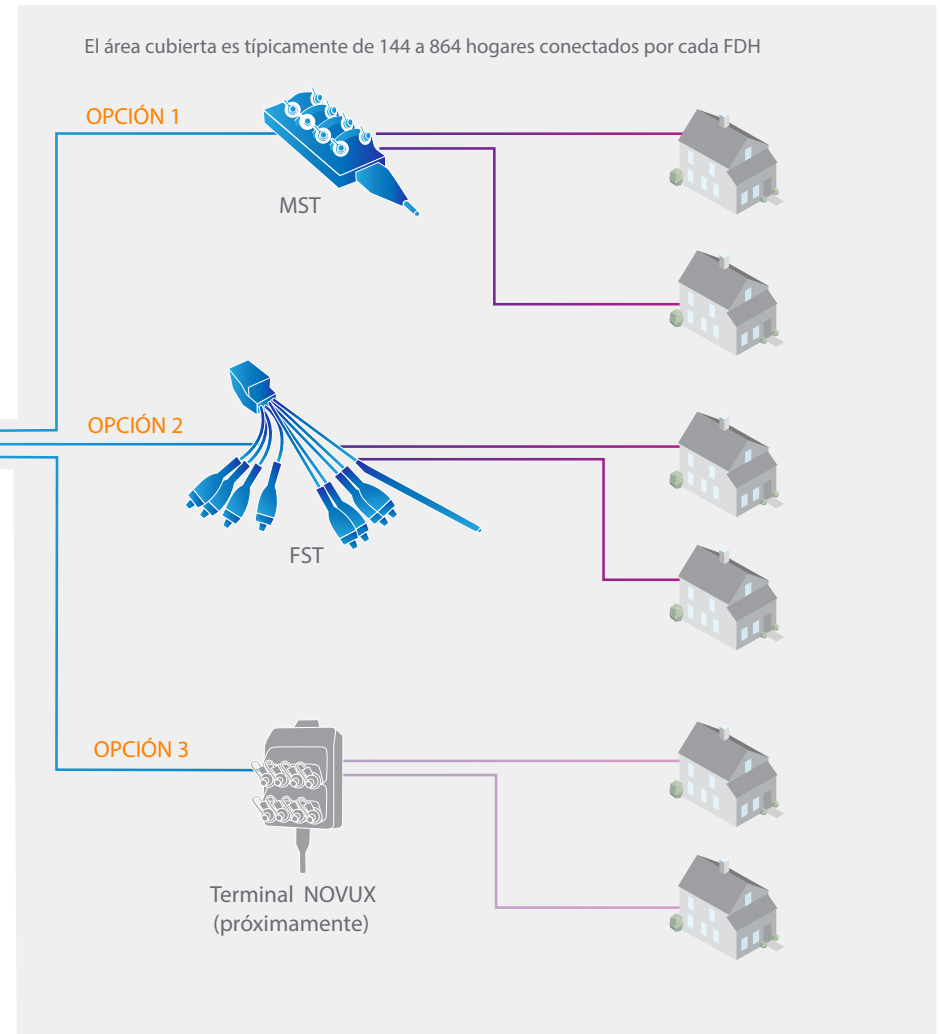 El área cubierta es típicamente de 144 a 864 hogares conectados por cada FDH
OPCIÓN 1
MST
OPCIÓN 2
FST
OPCIÓN 3
Terminal NOVUX
(próximamente)